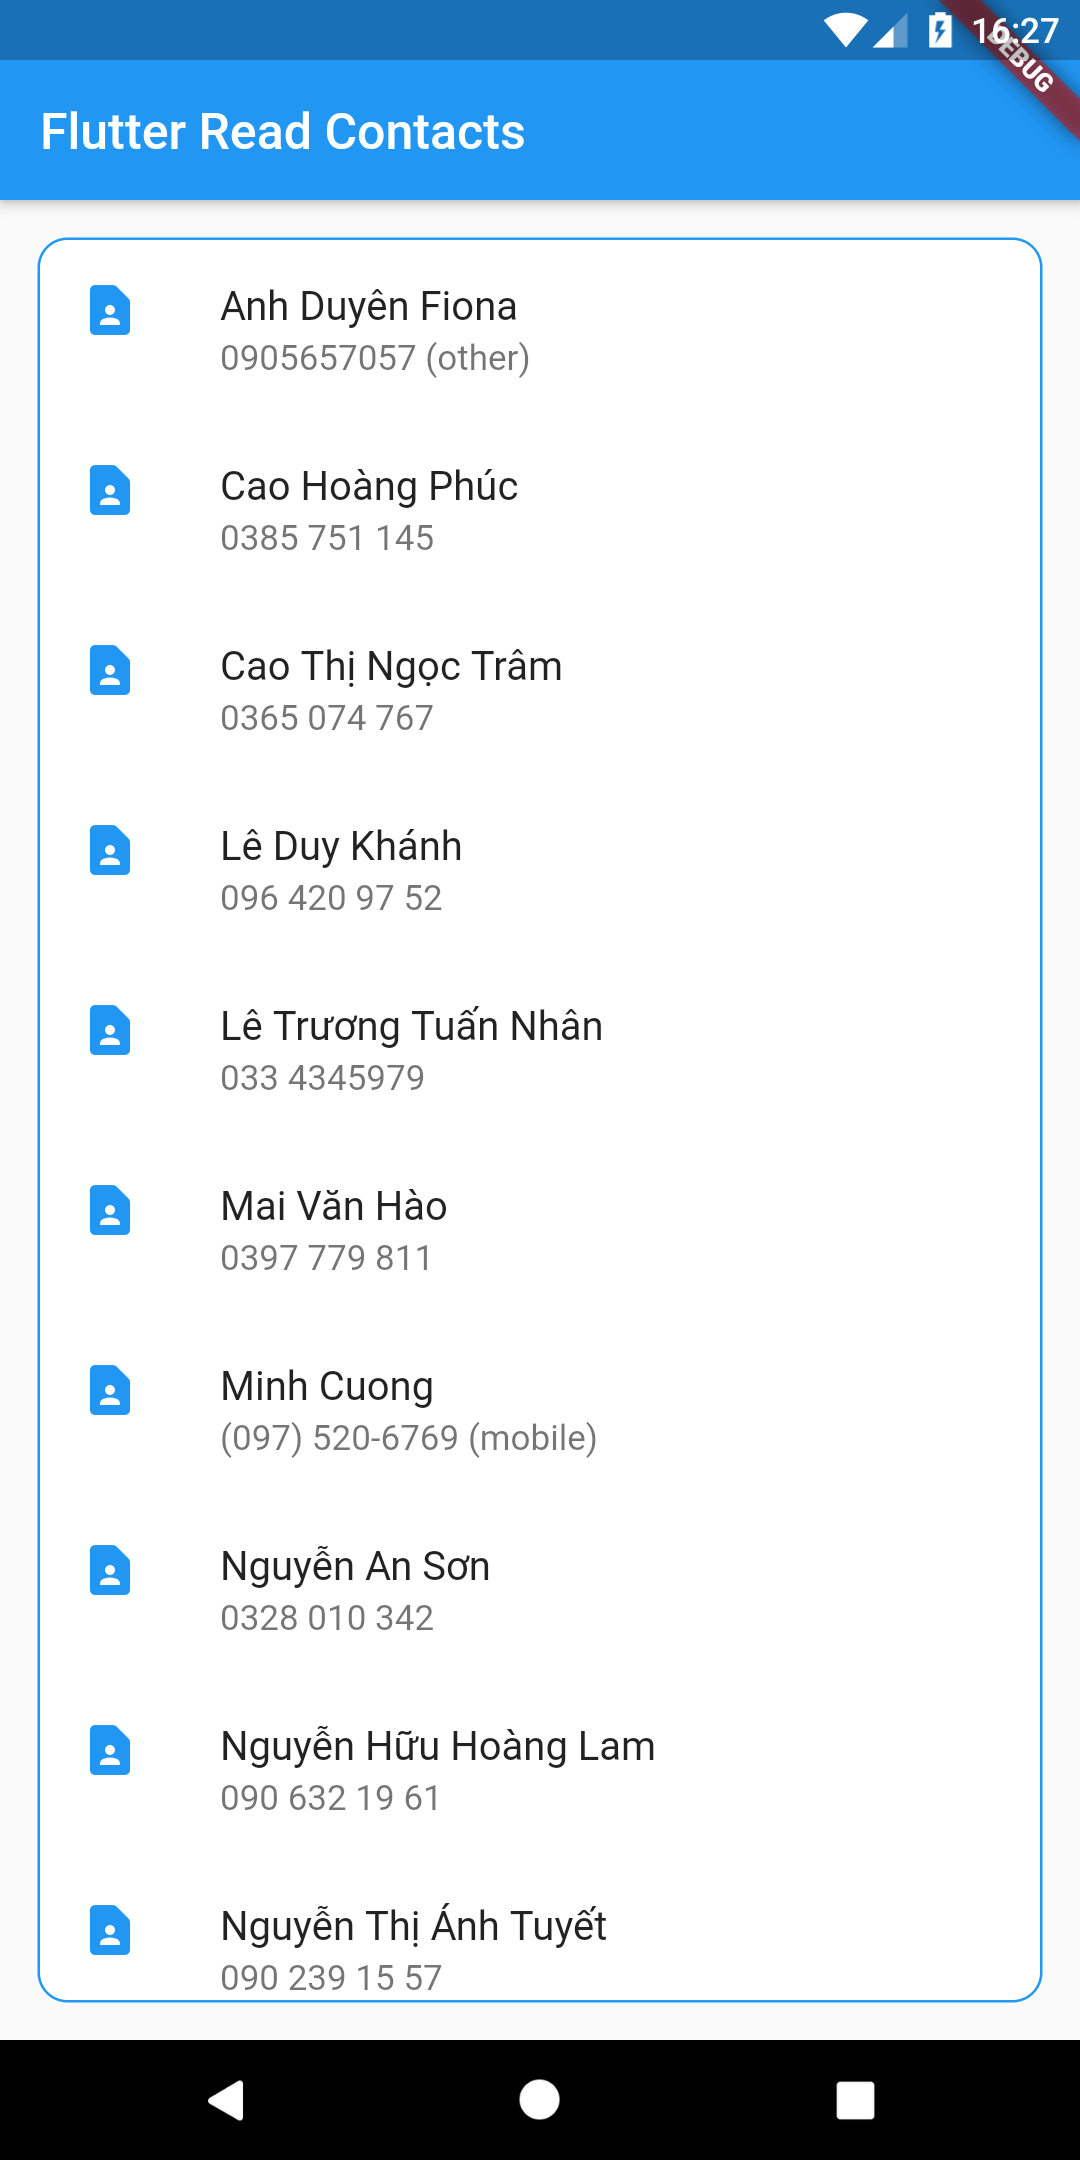 16:27
DEBUG
Flutter Read Contacts
Anh Duyên Fiona
0905657057 (other)
Cao Hoàng Phúc
0385 751 145
Cao Thị Ngọc Trâm
0365 074 767
Lê Duy Khánh
096 420 97 52
Lê Trương Tuấn Nhân
033 4345979
Mai Văn Hào
0397 779 811
Minh Cuong
(097) 520-6769 (mobile)
Nguyễn An Sơn
0328 010 342
Nguyễn Hữu Hoàng Lam
090 632 19 61
Nguyễn Thị Ánh Tuyết
090 239 15 57